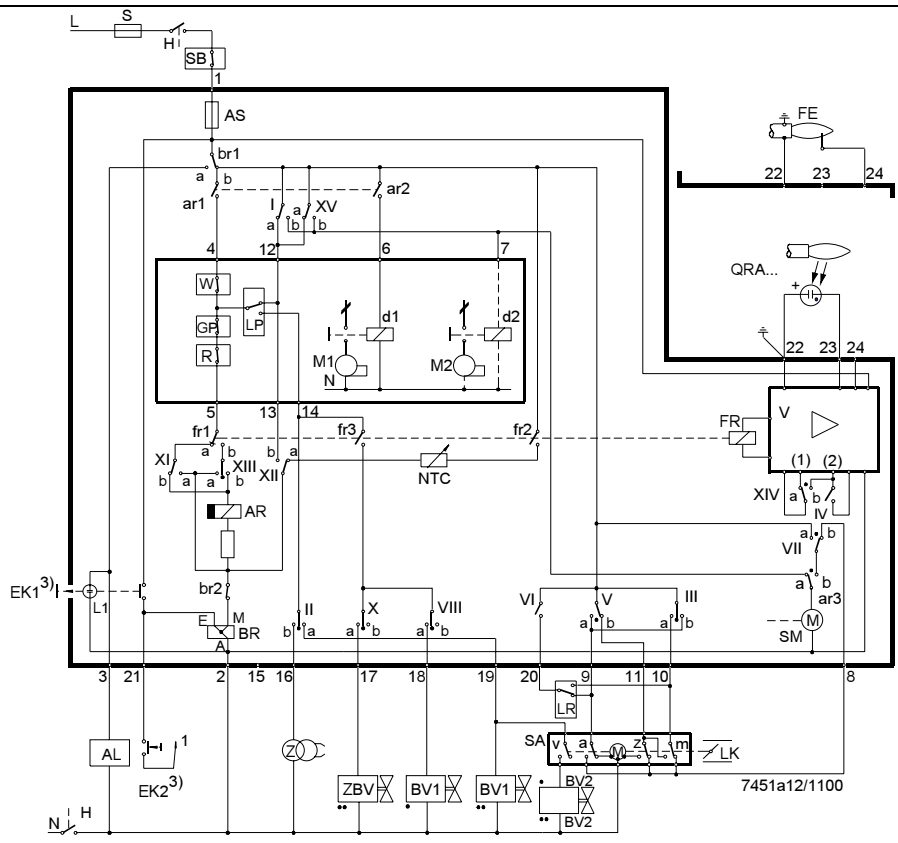 L
S
H
SB
1
AS
FE
br1
a
b
22
23
24
ar1
ar2
I
a
XV
a
b
b
4
12
6
7
QRA...
+
W
GP
LP
R
d1
d2
M1
N
M2
22
23
24
5
13
14
V
FR
fr1
a
b
fr3
fr2
XI
b
a
a
XIII
b
b
a
XII
NTC
(1)
(2)
XIV
a
b
IV
AR
a
b
VII
EK1 3)
L1
br2
a
b
ar3
E
M
BR
A
II
b
a
X
a
b
VIII
a
b
VI
V
a
b
III
a
b
M
SM
3
21
2
15
16
17
18
19
20
9
11
10
8
LR
AL
1
EK2 3)
Z
SA
v
a
M
z
m
LK
7451a12/1100
ZBV
BV1
BV1
BV2
BV2
N
H